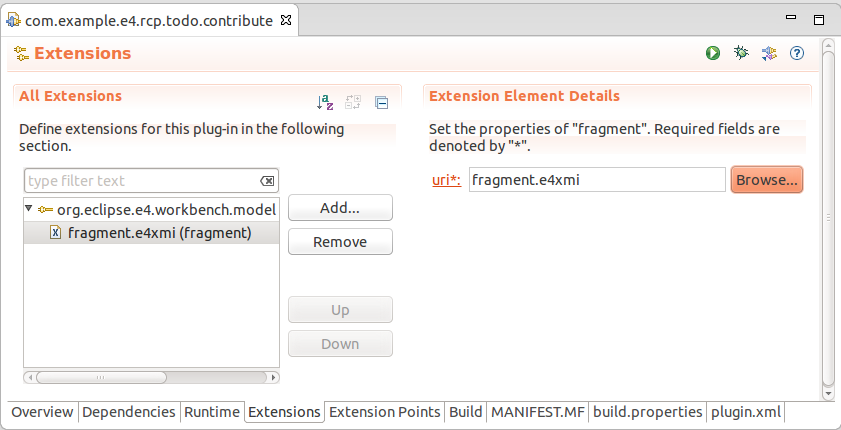 com.example.e4.rcp.todo.contribute
Extensions
All Extensions
Define extensions for this plug-in in the following
section.
type filter text
org.eclipse.e4.workbench.model
fragment.e4xmi (fragment)
Add...
Remove
Up
Down
Extension Element Details
Set the properties of "fragment". Required fields are
denoted by "*".
uri*: fragment.e4xmi Browse...
Overview Dependencies Runtime Extensions Extension Points Build MANIFEST.MF build.properties plugin.xml